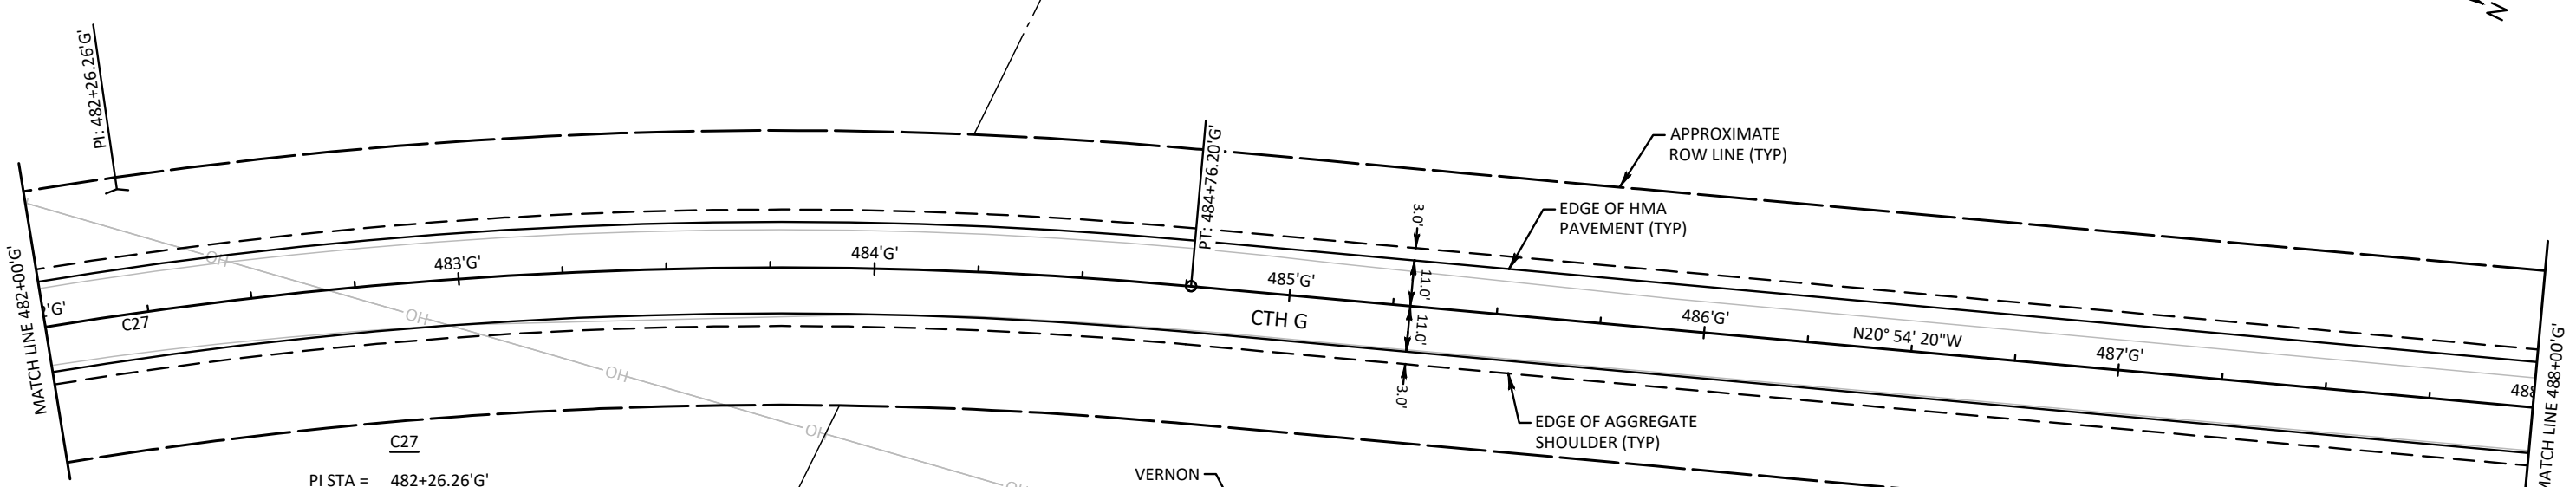 N
PI: 482+26.26'G'
MATCH LINE 482+00'G'
'G'
C27
OH
483'G'
OH
484'G'
OH
OH
OH
PT: 484+76.20'G'
485'G'
CTH G
3.0'
11.0'
11.0'
3.0'
APPROXIMATE
ROW LINE (TYP)
EDGE OF HMA
PAVEMENT (TYP)
486'G'
N20° 54' 20"W
487'G'
488
MATCH LINE 488+00'G'
EDGE OF AGGREGATE
SHOULDER (TYP)
C27
PI STA = 482+26.26'G'
VERNON